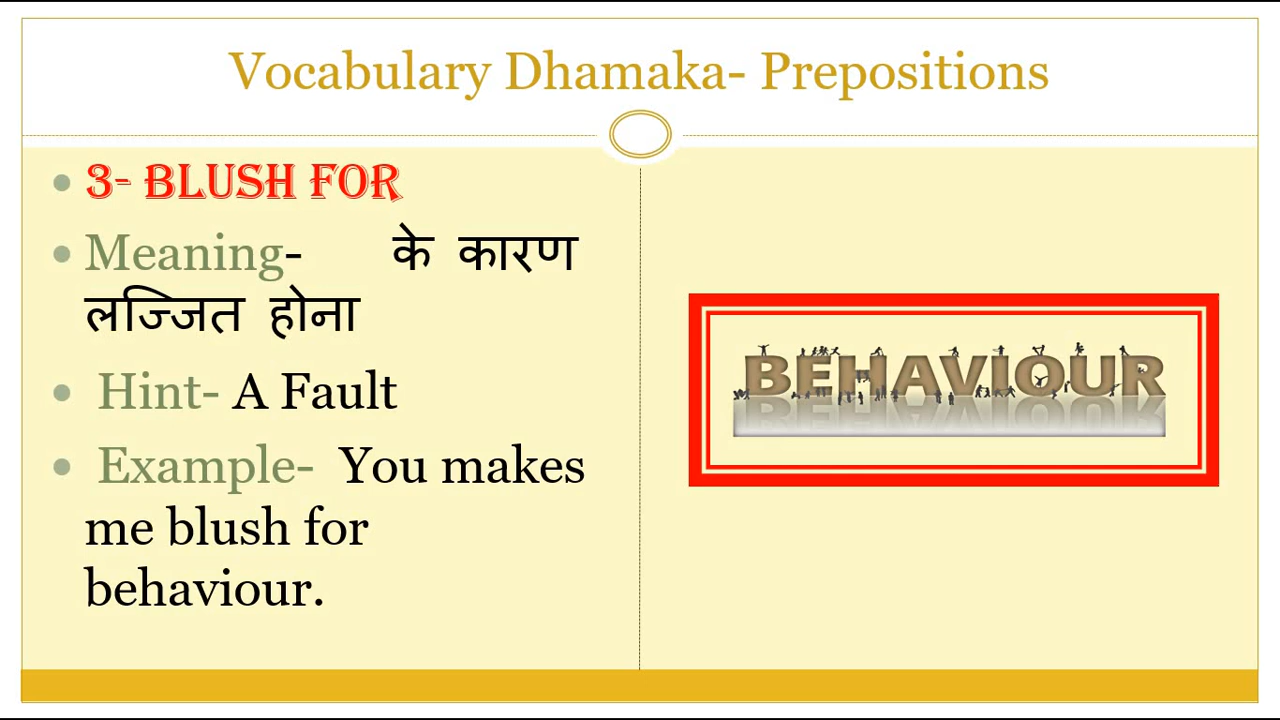 Vocabulary Dhamaka- Prepositions
3- BLUSH FOR
Meaning- के कारण
लज्जित होना
Hint- A Fault
Example- You makes
me blush for
behaviour.
BEHAVIOUR